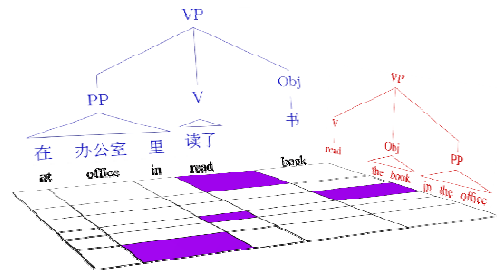 VP
PP V Obj
在 办公室 里 读了 书
at office in read book
VP
V Obj PP
read the book in the office